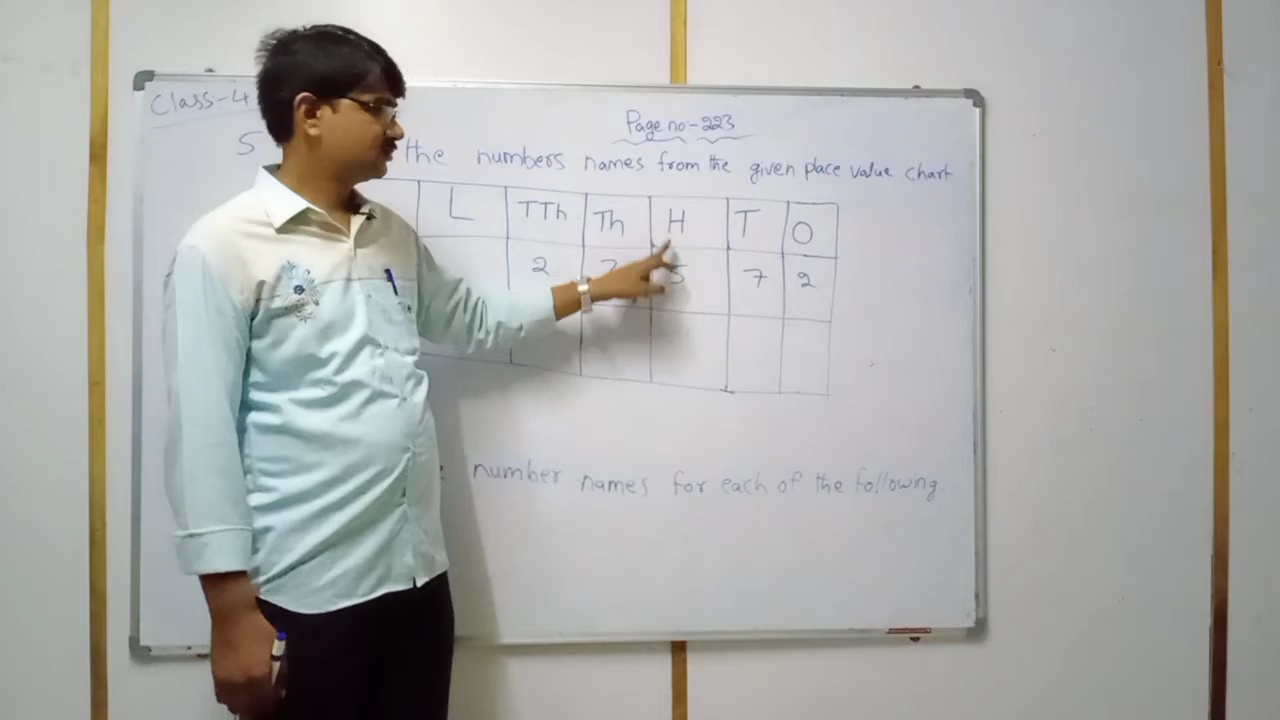 Class-4
Page no:- 223
S the numbers names from the given place value chart
L TTh Th H T O
2 5 7 2
number names for each of the following